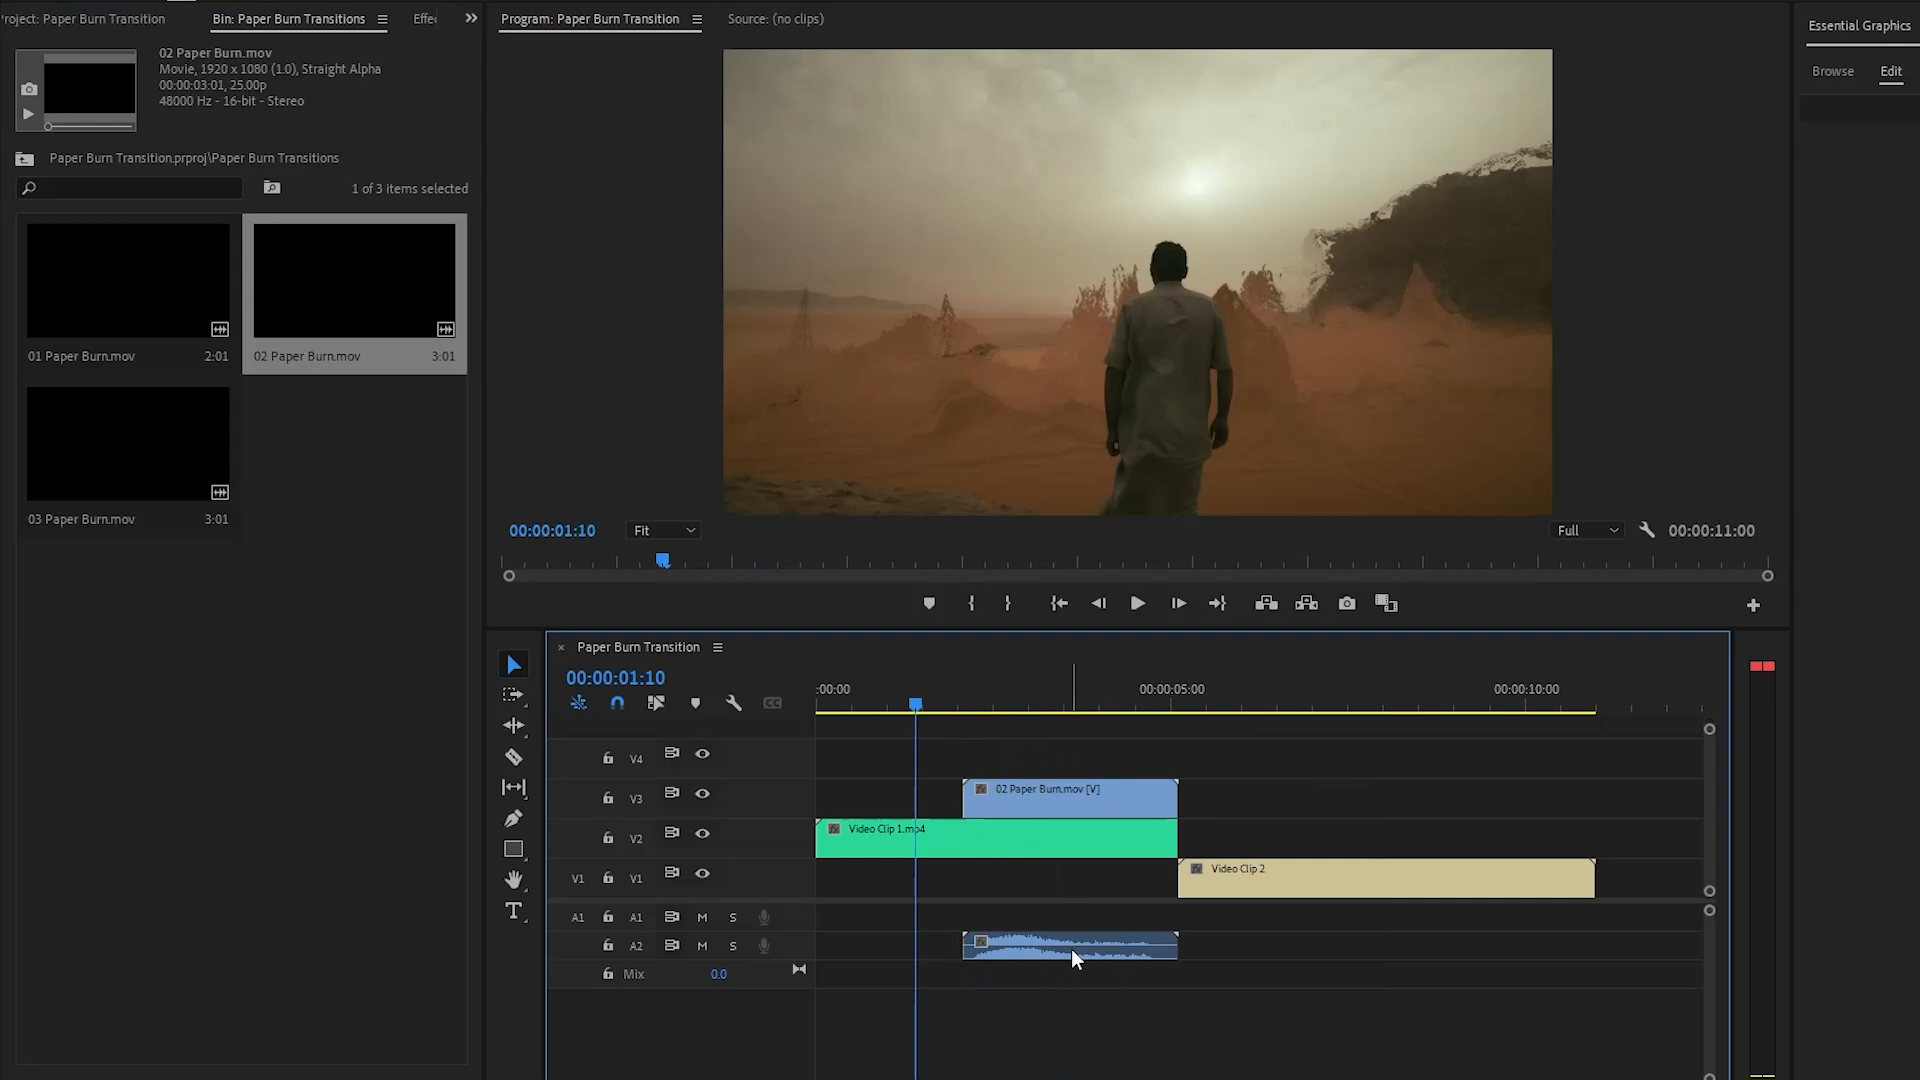 roject: Paper Burn Transition
Bin: Paper Burn Transitions
Effe
02 Paper Burn.mov
Movie, 1920 x 1080 (1.0), Straight Alpha
00:00:03:01, 25.00p
48000 Hz - 16-bit - Stereo
Paper Burn Transition.prproj\Paper Burn Transitions
1 of 3 items selected
01 Paper Burn.mov 2:01
02 Paper Burn.mov 3:01
03 Paper Burn.mov 3:01
Program: Paper Burn Transition
Source: (no clips)
00:00:01:10
Fit
Full
00:00:11:00
Essential Graphics
Browse
Edit
× Paper Burn Transition
00:00:01:10
:00:00
00:00:05:00
00:00:10:00
CC
V4
V3
02 Paper Burn.mov [V]
V2
Video Clip 1.mp4
V1 V1
Video Clip 2
A1 A1 M S
A2 M S
Mix 0.0
T
fx